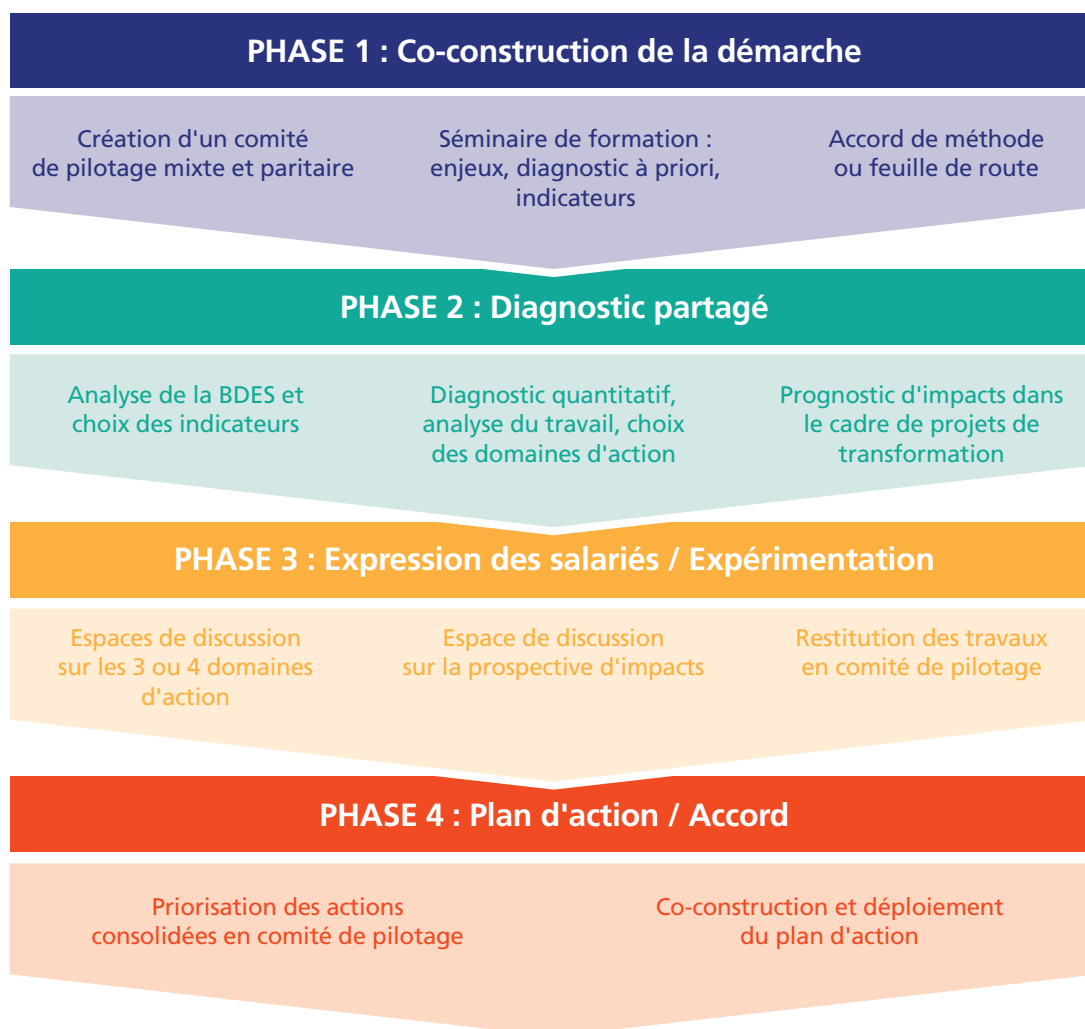 PHASE 1 : Co-construction de la démarche
Création d'un comité
de pilotage mixte et paritaire
Séminaire de formation :
enjeux, diagnostic à priori,
indicateurs
Accord de méthode
ou feuille de route
PHASE 2 : Diagnostic partagé
Analyse de la BDES et
choix des indicateurs
Diagnostic quantitatif,
analyse du travail, choix
des domaines d'action
Prognostic d'impacts dans
le cadre de projets de
transformation
PHASE 3 : Expression des salariés / Expérimentation
Espaces de discussion
sur les 3 ou 4 domaines
d'action
Espace de discussion
sur la prospective d'impacts
Restitution des travaux
en comité de pilotage
PHASE 4 : Plan d'action / Accord
Priorisation des actions
consolidées en comité de pilotage
Co-construction et déploiement
du plan d'action